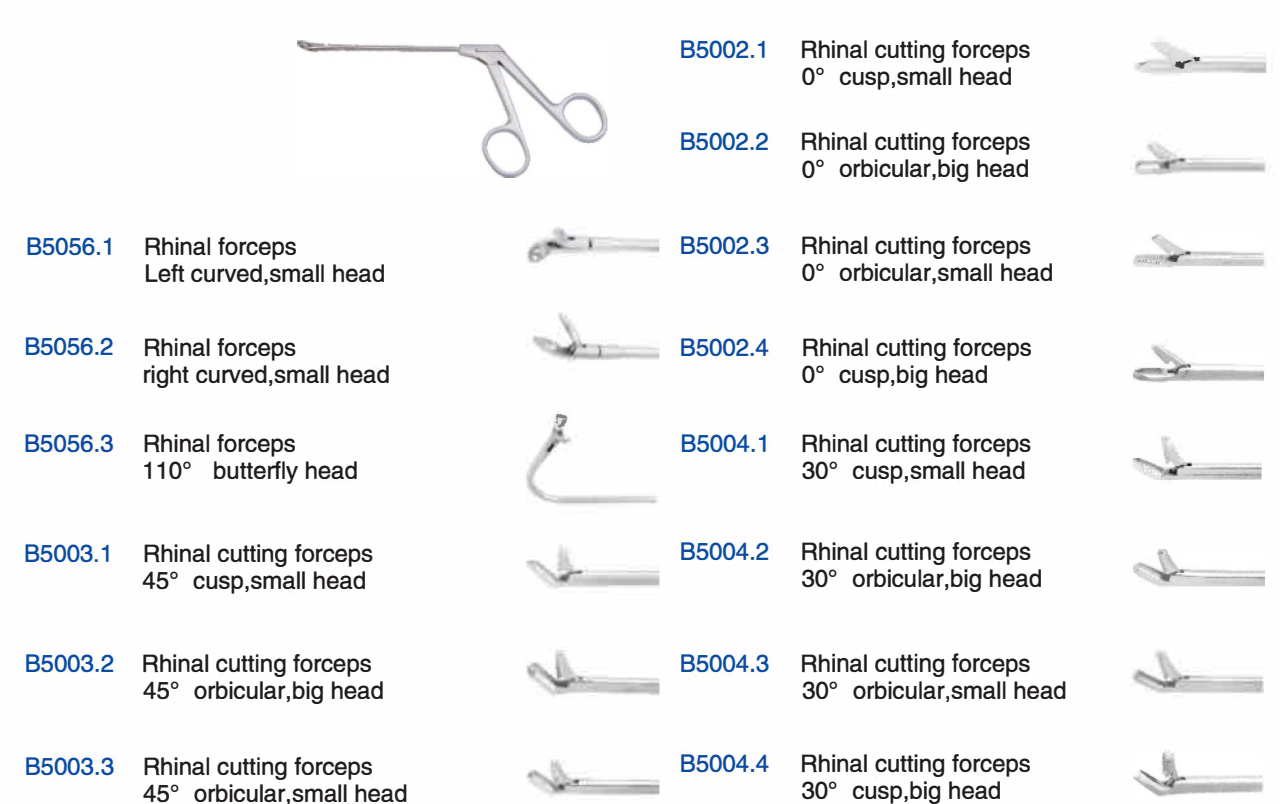 B5056.1 Rhinal forceps
Left curved,small head
B5056.2 Rhinal forceps
right curved,small head
B5056.3 Rhinal forceps
110° butterfly head
B5003.1 Rhinal cutting forceps
45° cusp,small head
B5003.2 Rhinal cutting forceps
45° orbicular,big head
B5003.3 Rhinal cutting forceps
45° orbicular,small head
B5002.1 Rhinal cutting forceps
0° cusp,small head
B5002.2 Rhinal cutting forceps
0° orbicular,big head
B5002.3 Rhinal cutting forceps
0° orbicular,small head
B5002.4 Rhinal cutting forceps
0° cusp,big head
B5004.1 Rhinal cutting forceps
30° cusp,small head
B5004.2 Rhinal cutting forceps
30° orbicular,big head
B5004.3 Rhinal cutting forceps
30° orbicular,small head
B5004.4 Rhinal cutting forceps
30° cusp,big head